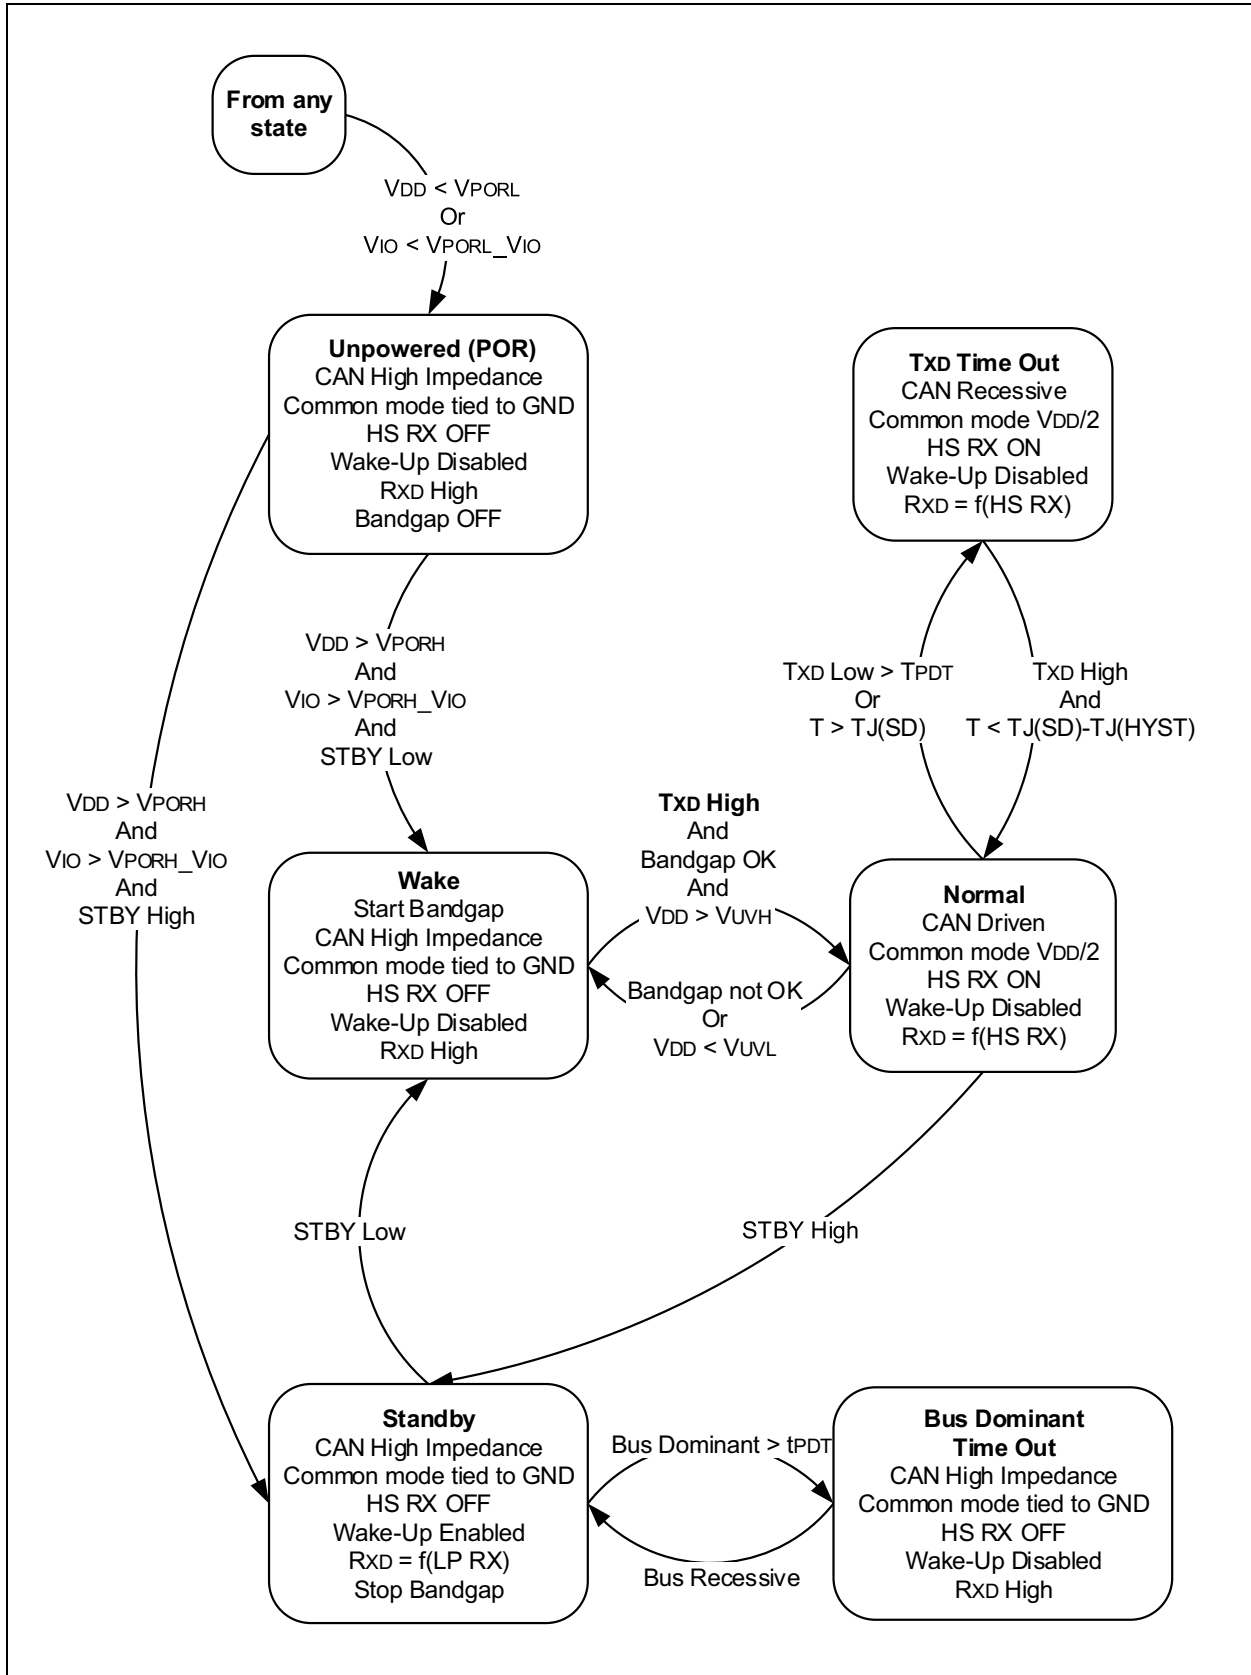 From any
state
VDD < VPORL
Or
VIO < VPORL_VIO
Unpowered (POR)
CAN High Impedance
Common mode tied to GND
HS RX OFF
Wake-Up Disabled
RXD High
Bandgap OFF
TXD Time Out
CAN Recessive
Common mode VDD/2
HS RX ON
Wake-Up Disabled
RXD = f(HS RX)
VDD > VPORH
And
VIO > VPORH_VIO
And
STBY Low
TXD Low > TPDT
Or
T > TJ(SD)
TXD High
And
T < TJ(SD)-TJ(HYST)
VDD > VPORH
And
VIO > VPORH_VIO
And
STBY High
TXD High
And
Bandgap OK
And
VDD > VUVH
Wake
Start Bandgap
CAN High Impedance
Common mode tied to GND
HS RX OFF
Wake-Up Disabled
RXD High
Bandgap not OK
Or
VDD < VUVL
Normal
CAN Driven
Common mode VDD/2
HS RX ON
Wake-Up Disabled
RXD = f(HS RX)
STBY Low
STBY High
Standby
CAN High Impedance
Common mode tied to GND
HS RX OFF
Wake-Up Enabled
RXD = f(LP RX)
Stop Bandgap
Bus Dominant > tPDT
Bus Recessive
Bus Dominant
Time Out
CAN High Impedance
Common mode tied to GND
HS RX OFF
Wake-Up Disabled
RXD High